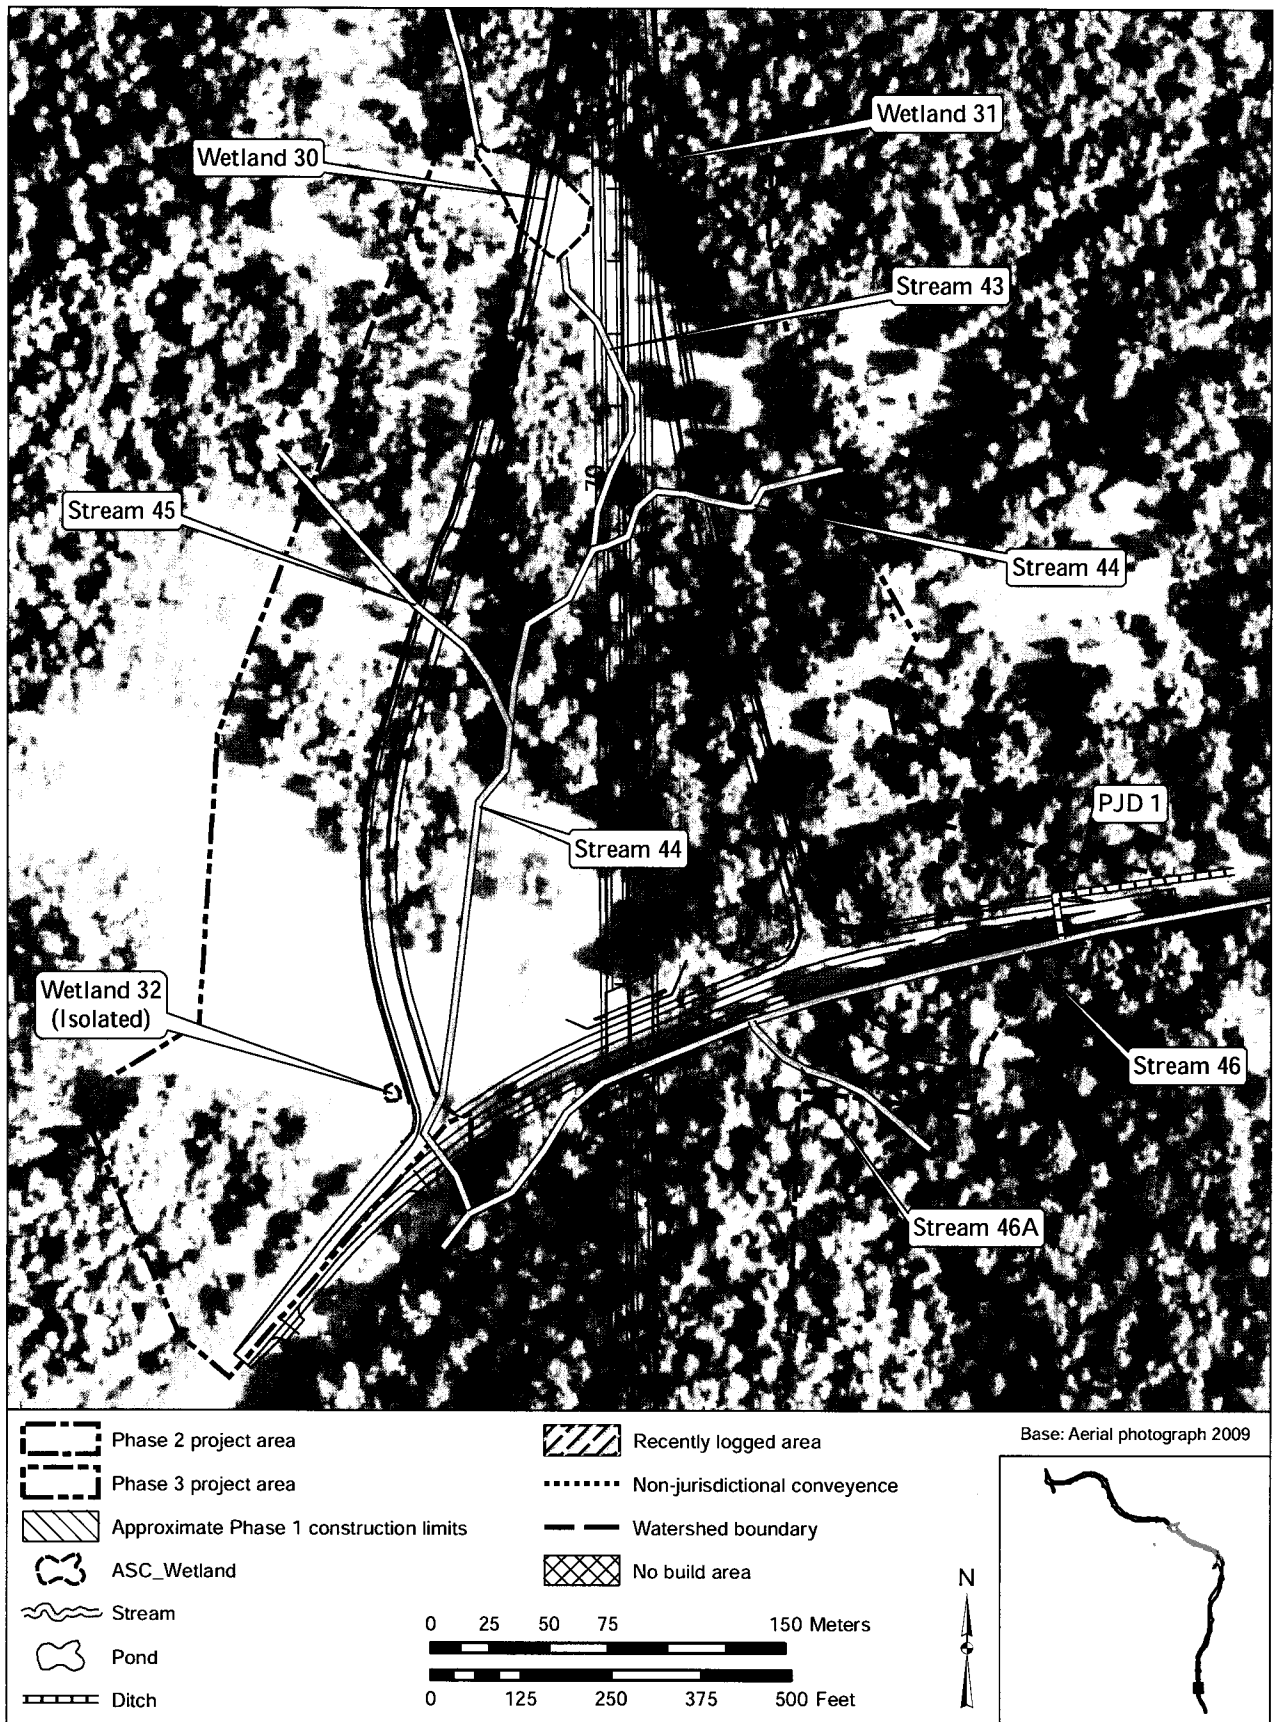 Wetland 31
Wetland 30
Stream 43
Stream 45
Stream 44
PJD 1
Stream 44
Wetland 32
(Isolated)
Stream 46
Stream 46A
Phase 2 project area
Phase 3 project area
Approximate Phase 1 construction limits
ASC_Wetland
Stream
Pond
Ditch
Recently logged area
Non-jurisdictional conveyence
Watershed boundary
No build area
0 25 50 75 150 Meters
0 125 250 375 500 Feet
N
Base: Aerial photograph 2009